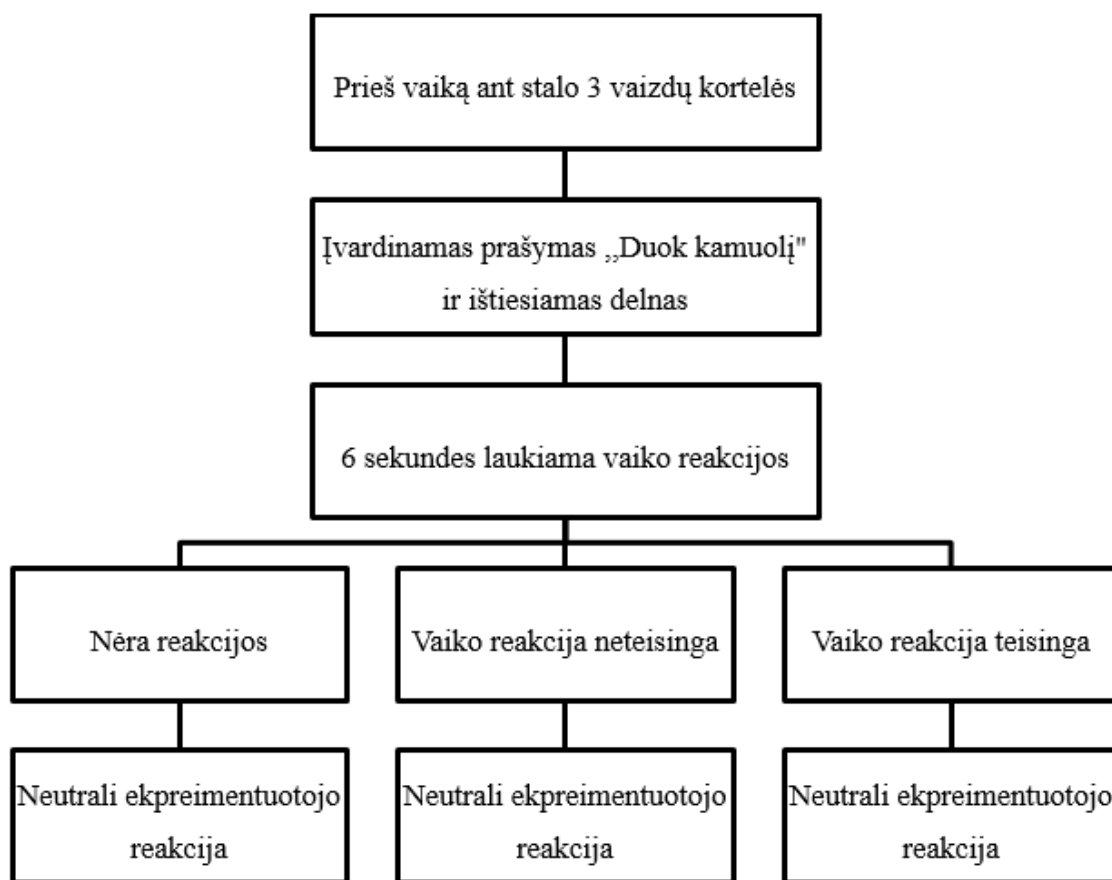 Prieš vaiką ant stalo 3 vaizdų kortelės
Įvardinamas prašymas ,,Duok kamuolį"
ir ištiesiamas delnas
6 sekundes laukiama vaiko reakcijos
Nėra reakcijos
Vaiko reakcija neteisinga
Vaiko reakcija teisinga
Neutrali ekpreimentuotojo
reakcija
Neutrali ekpreimentuotojo
reakcija
Neutrali ekpreimentuotojo
reakcija